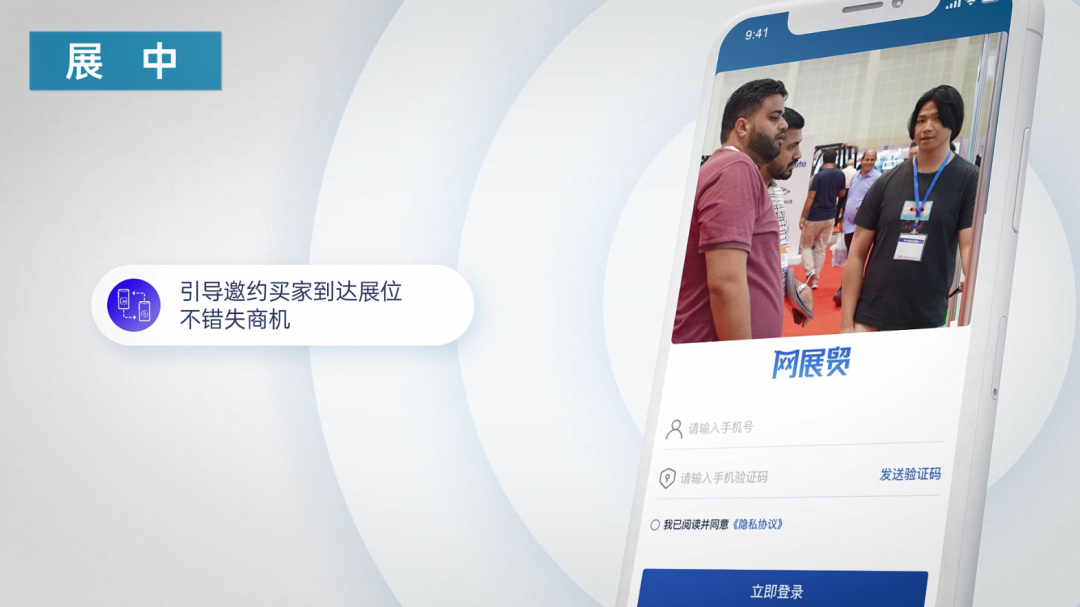 展 中
引导邀约买家到达展位
不错失商机
9:41
网展贸
请输入手机号
请输入手机验证码
发送验证码
我已阅读并同意《隐私协议》
立即登录